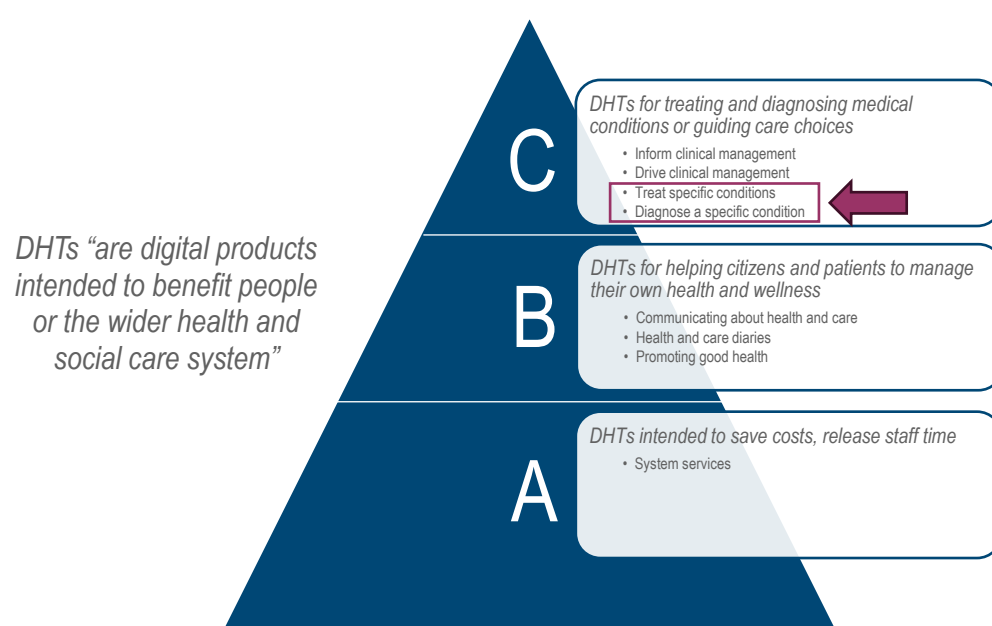 DHTs “are digital products
intended to benefit people
or the wider health and
social care system”
C
DHTs for treating and diagnosing medical
conditions or guiding care choices
• Inform clinical management
• Drive clinical management
• Treat specific conditions
• Diagnose a specific condition
B
DHTs for helping citizens and patients to manage
their own health and wellness
• Communicating about health and care
• Health and care diaries
• Promoting good health
A
DHTs intended to save costs, release staff time
• System services